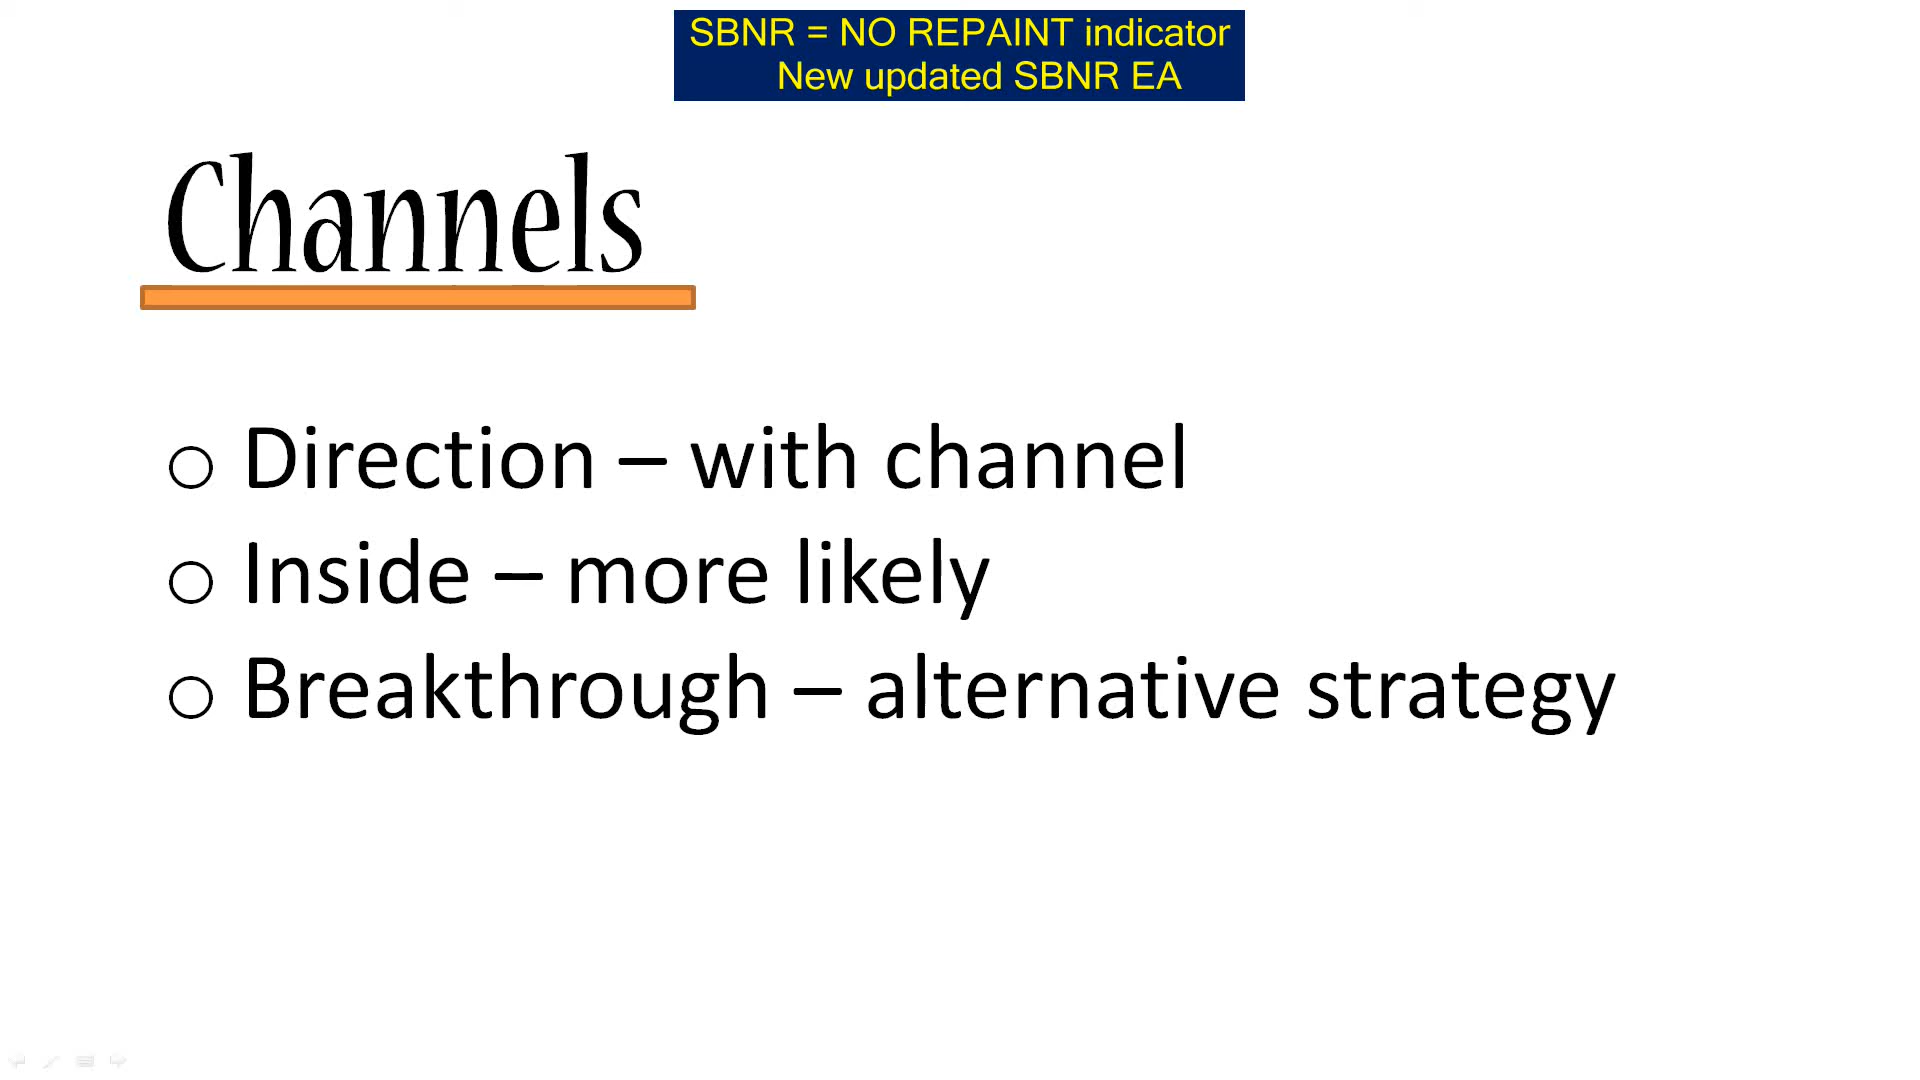 SBNR = NO REPAINT indicator
New updated SBNR EA
Channels
o Direction – with channel
o Inside – more likely
o Breakthrough – alternative strategy